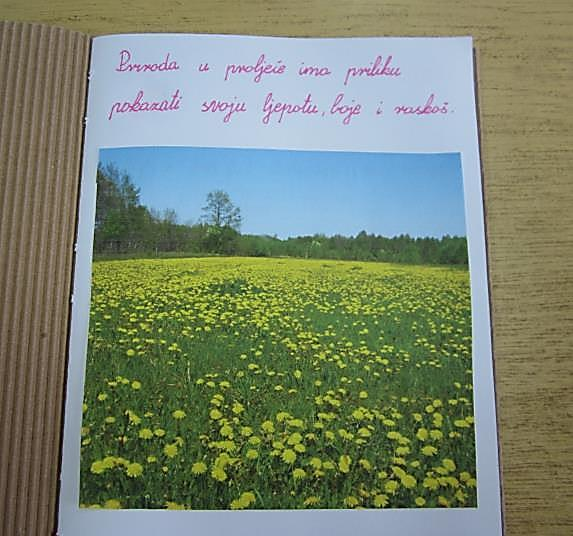 Priroda u proljeće ima priliku
pokazati svoju ljepotu, boje i raskoš.